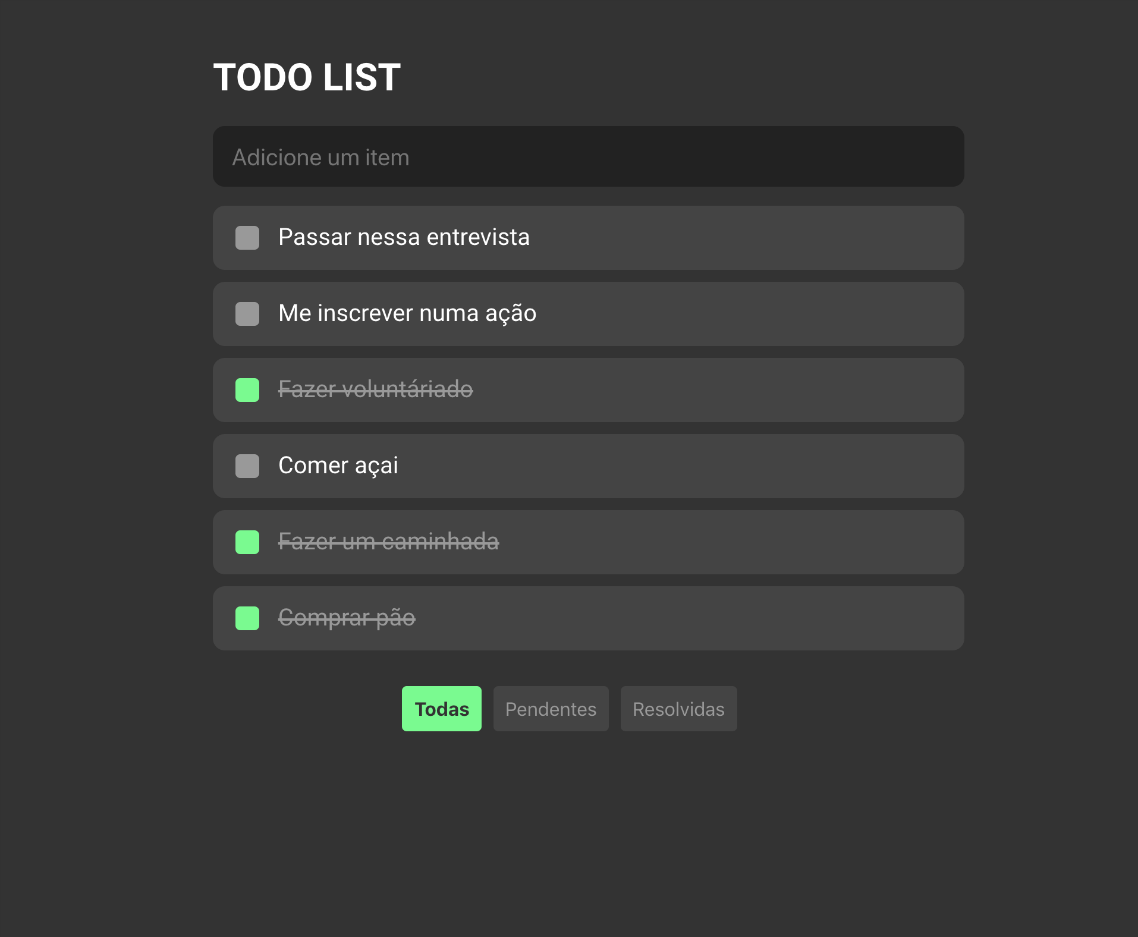 TODO LIST
Adicione um item
Passar nessa entrevista
Me inscrever numa ação
Fazer voluntáriado
Comer açai
Fazer um caminhada
Comprar pão
Todas Pendentes Resolvidas